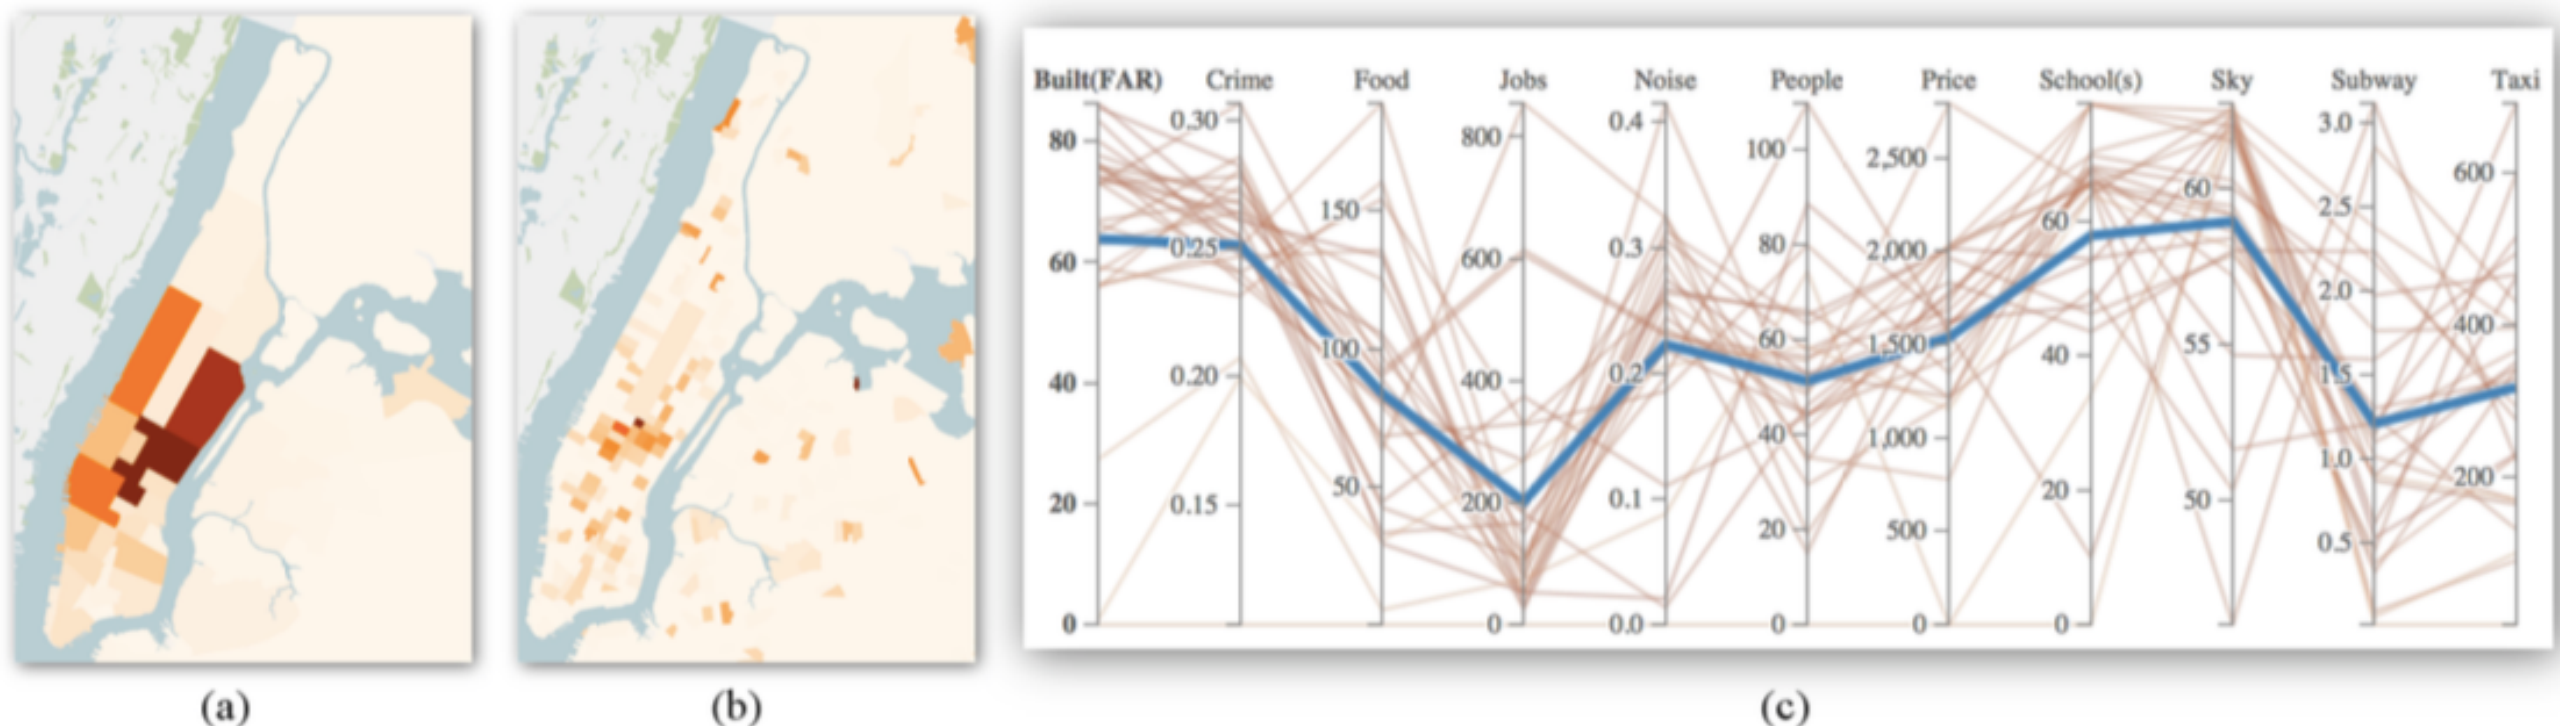 Built(FAR) Crime Food Jobs Noise People Price School(s) Sky Subway Taxi
80 60 40 20 0
0.30 0.25 0.20 0.15
150 100 50
800 600 400 200 0
0.4 0.3 0.2 0.1 0.0
100 80 60 40 20 0
2,500 2,000 1,500 1,000 500 0
60 40 20 0
60 55 50
3.0 2.5 2.0 1.5 1.0 0.5
600 400 200
(a) (b) (c)